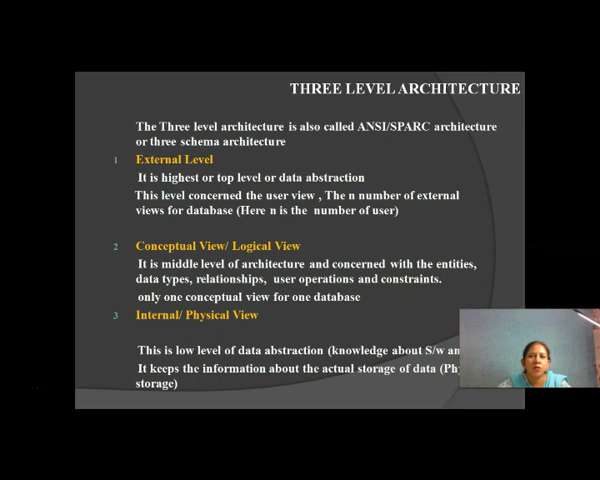 THREE LEVEL ARCHITECTURE
The Three level architecture is also called ANSI/SPARC architecture
or three schema architecture
1 External Level
It is highest or top level or data abstraction
This level concerned the user view , The n number of external
views for database (Here n is the number of user)
2 Conceptual View/ Logical View
It is middle level of architecture and concerned with the entities,
data types, relationships, user operations and constraints.
only one conceptual view for one database
3 Internal/ Physical View
This is low level of data abstraction (knowledge about S/w
It keeps the information about the actual storage of data
storage)